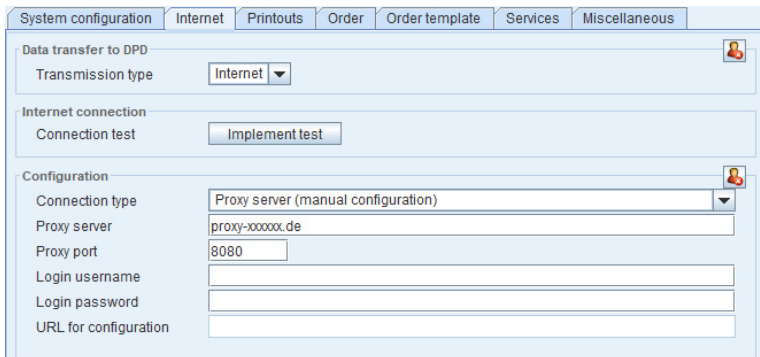 System configuration Internet Printouts Order Order template Services Miscellaneous
Data transfer to DPD
Transmission type Internet
Internet connection
Connection test Implement test
Configuration
Connection type Proxy server (manual configuration)
Proxy server proxy-xxxxxx.de
Proxy port 8080
Login username
Login password
URL for configuration